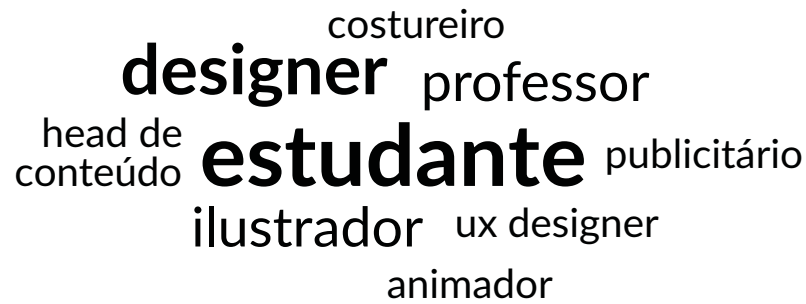 costureiro
designer
professor
head de
conteúdo
estudante
publicitário
ilustrador
ux designer
animador